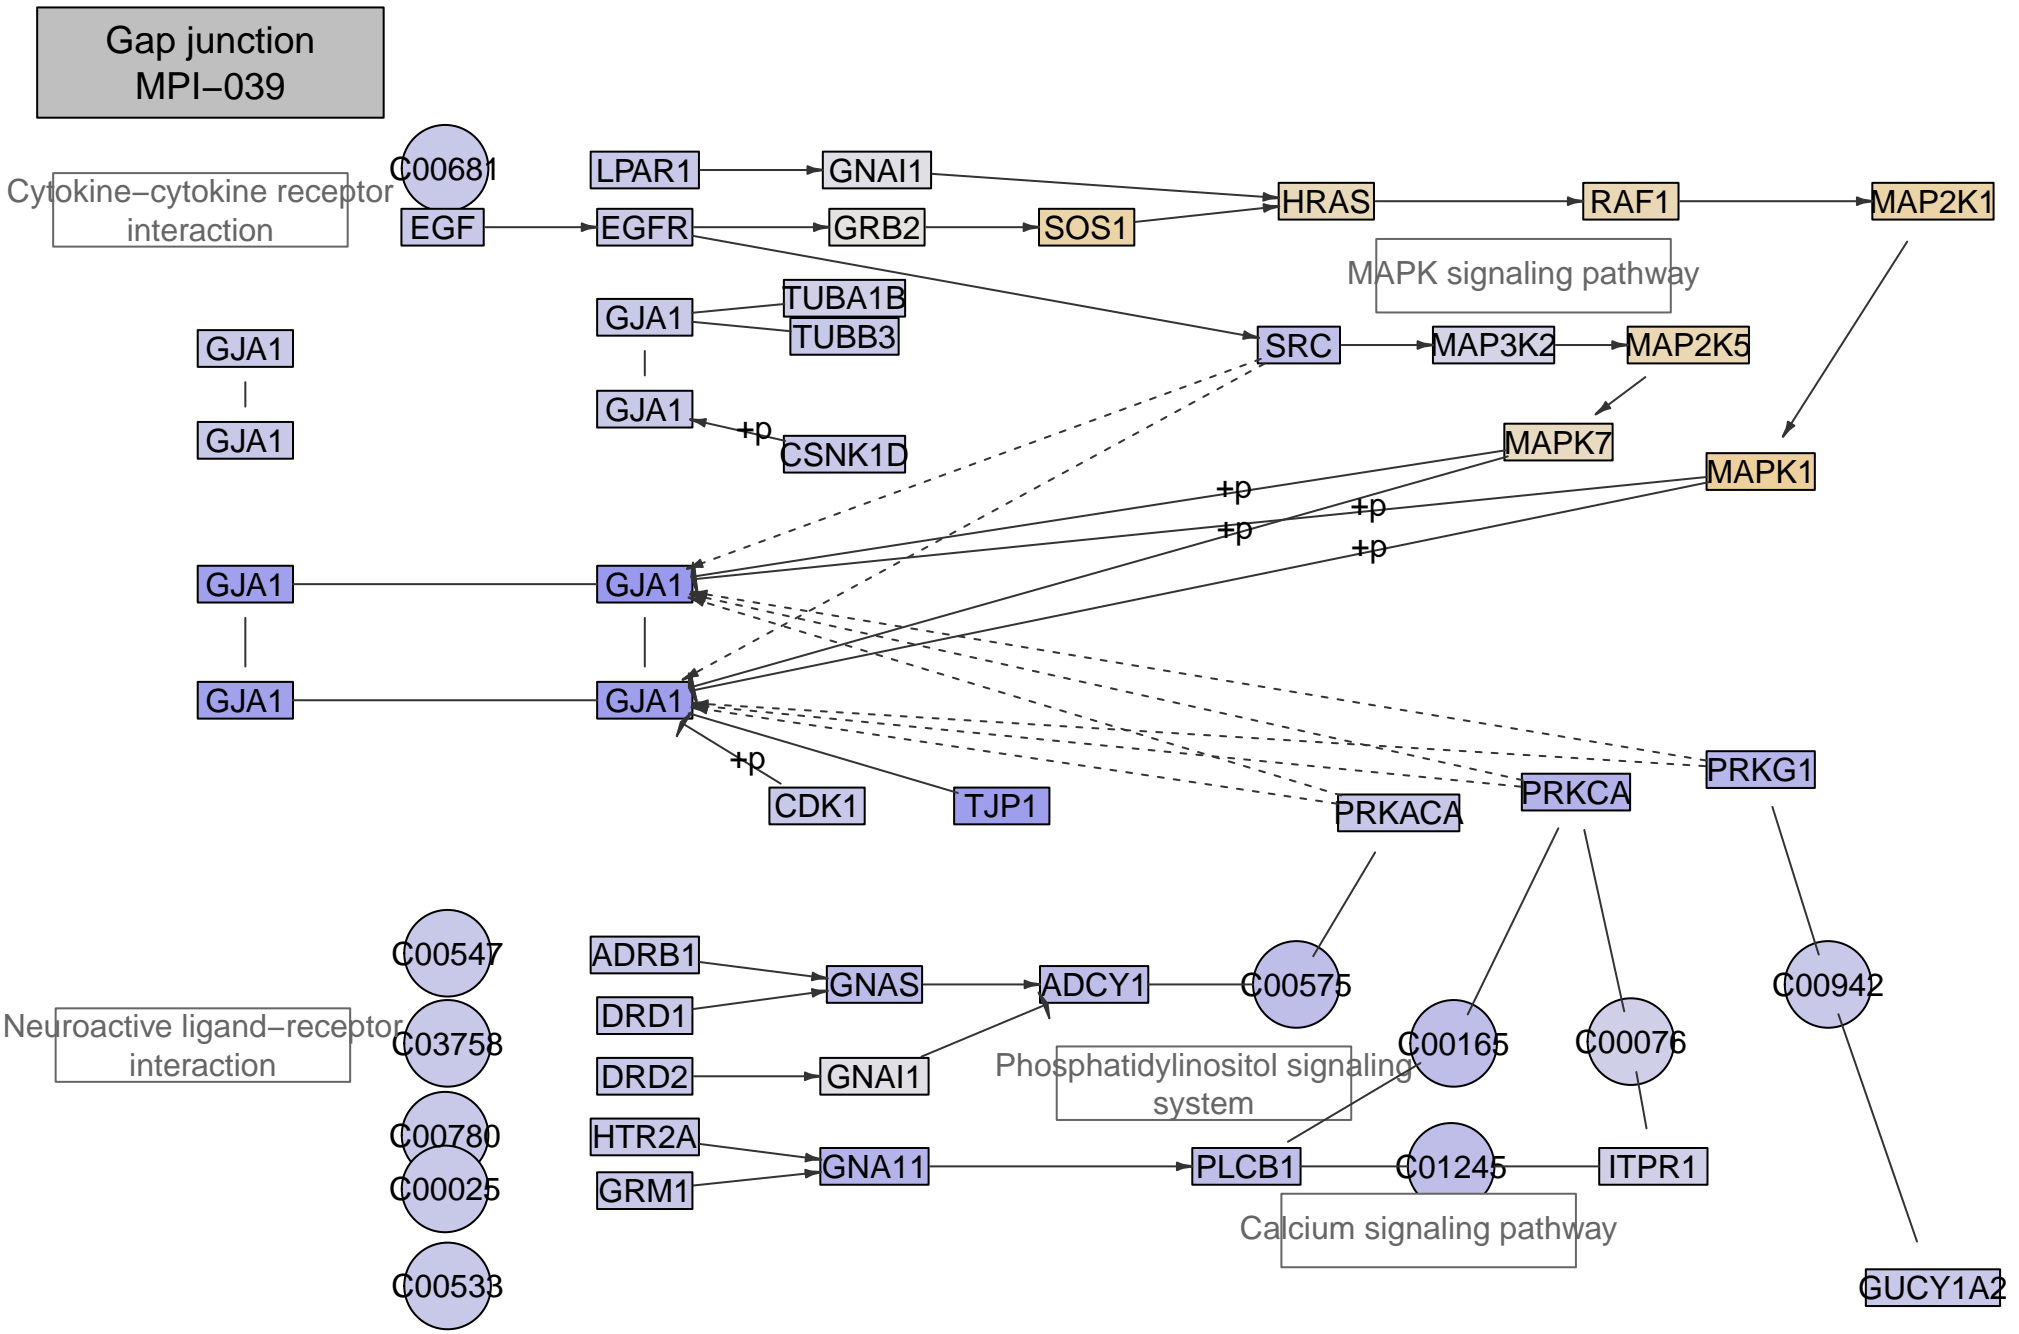 Gap junction
MPI−039
C00681
LPAR1
GNAI1
Cytokine−cytokine receptor
interaction
EGF
EGFR
GRB2
SOS1
HRAS
RAF1
MAP2K1
MAPK signaling pathway
GJA1
TUBA1B
TUBB3
GJA1
SRC
MAP3K2
MAP2K5
GJA1
+p
CSNK1D
GJA1
MAPK7
MAPK1
+p
+p
+p
+p
GJA1
GJA1
GJA1
GJA1
+p
CDK1
TJP1
PRKACA
PRKCA
PRKG1
C00547
ADRB1
GNAS
ADCY1
C00575
C00942
DRD1
Neuroactive ligand−receptor
interaction
C03758
C00165
C00076
DRD2
GNAI1
Phosphatidylinositol signaling
system
C00780
HTR2A
GNA11
PLCB1
C01245
ITPR1
C00025
GRM1
Calcium signaling pathway
C00533
GUCY1A2